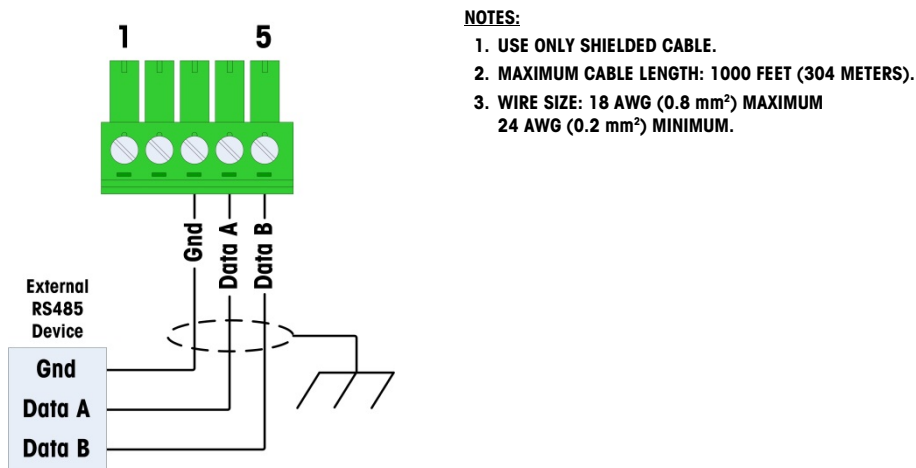 1 5
NOTES:
1. USE ONLY SHIELDED CABLE.
2. MAXIMUM CABLE LENGTH: 1000 FEET (304 METERS).
3. WIRE SIZE: 18 AWG (0.8 mm²) MAXIMUM
24 AWG (0.2 mm²) MINIMUM.
Gnd
Data A
Data B
External
RS485
Device
Gnd
Data A
Data B